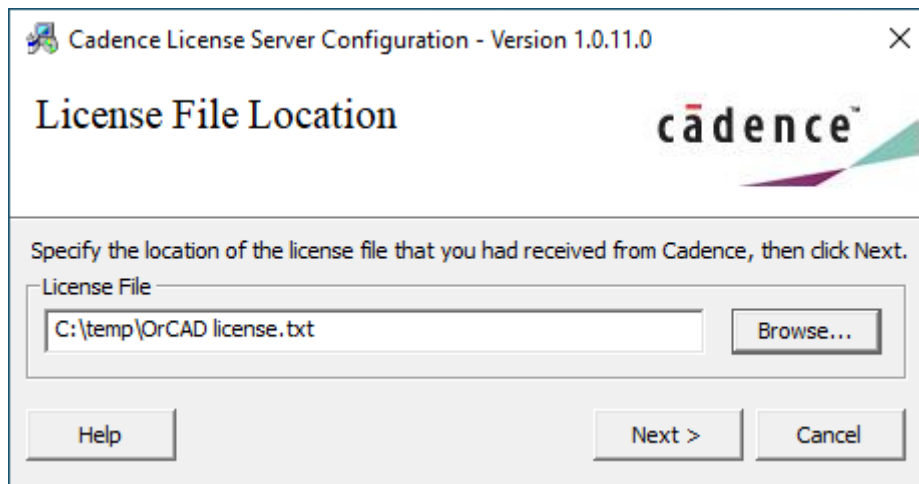 Cadence License Server Configuration - Version 1.0.11.0
License File Location
cādence™
Specify the location of the license file that you had received from Cadence, then click Next.
License File
C:\temp\OrCAD license.txt
Browse...
Help
Next >
Cancel